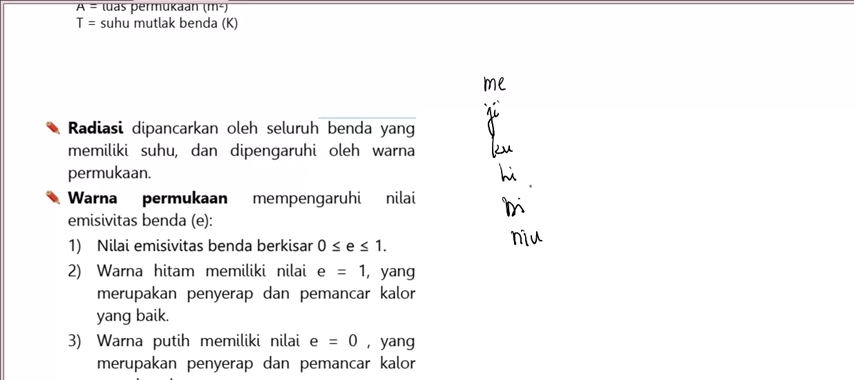 A = luas permukaan (m²)
T = suhu mutlak benda (K)
Radiasi dipancarkan oleh seluruh benda yang
memiliki suhu, dan dipengaruhi oleh warna
permukaan.
Warna permukaan mempengaruhi nilai
emisivitas benda (e):
1) Nilai emisivitas benda berkisar 0 ≤ e ≤ 1.
2) Warna hitam memiliki nilai e = 1, yang
merupakan penyerap dan pemancar kalor
yang baik.
3) Warna putih memiliki nilai e = 0 , yang
merupakan penyerap dan pemancar kalor
me
ji
ku
hi
bi
niu